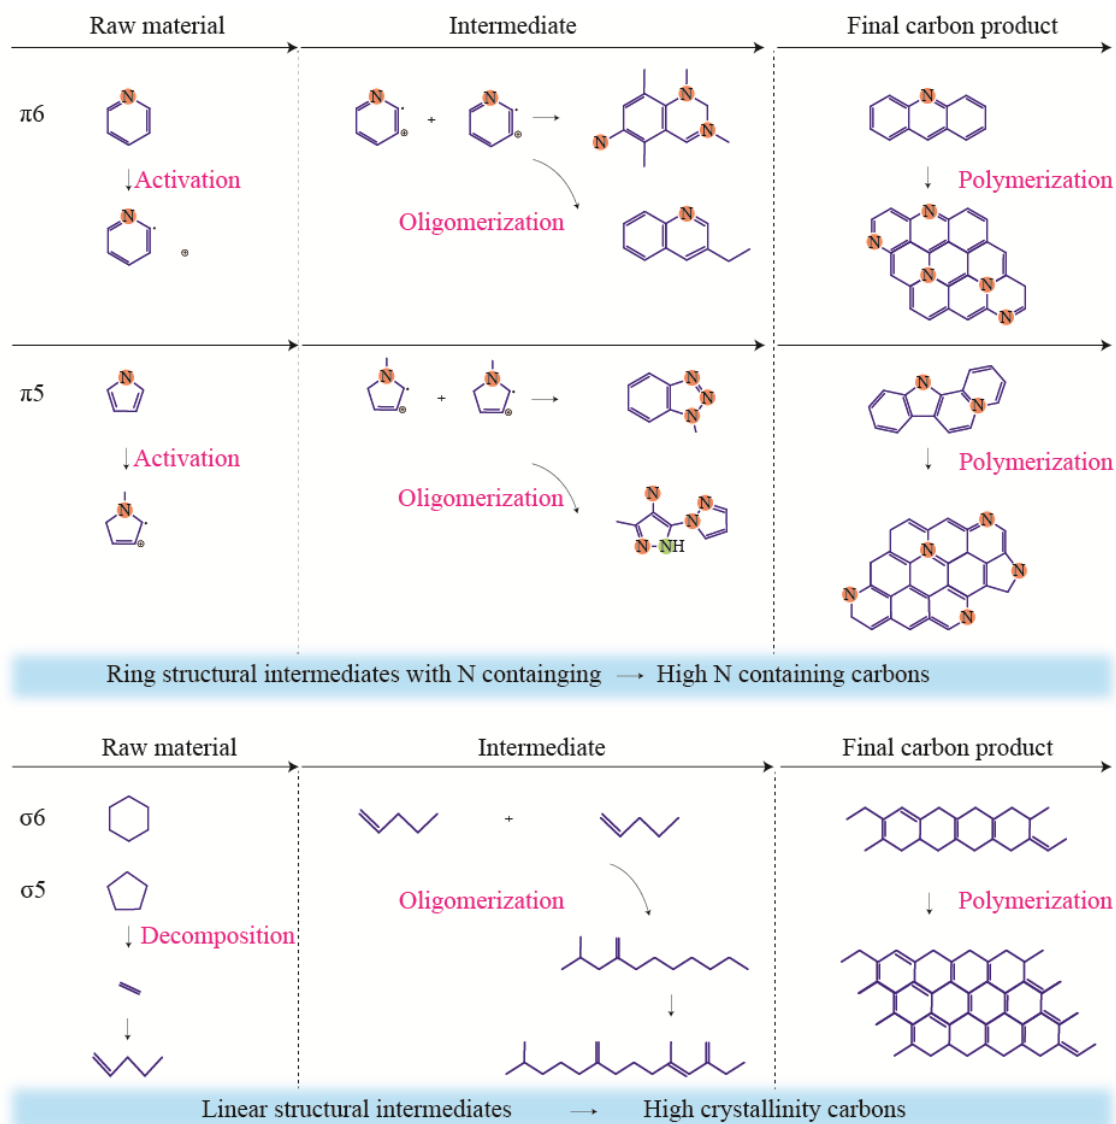 Raw material Intermediate Final carbon product
π6
N N + N N N N N
Activation Polymerization
N Oligomerization N N N N N N
π5
N N + N N N N N N
Activation Polymerization
N Oligomerization N N N N NH N N N N
Ring structural intermediates with N containging → High N containing carbons
Raw material Intermediate Final carbon product
σ6
+
σ5
Oligomerization Polymerization
Decomposition
Linear structural intermediates → High crystallinity carbons